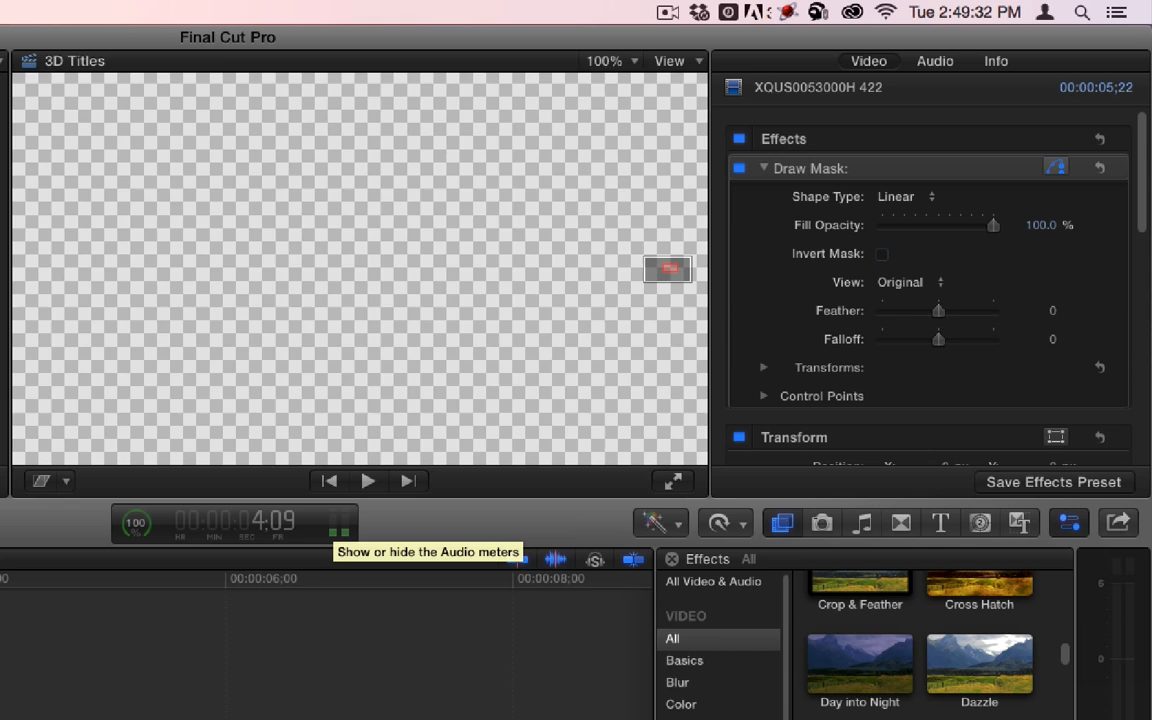 Tue 2:49:32 PM
Final Cut Pro
3D Titles
100%
View
Video
Audio
Info
XQUS0053000H 422
00:00:05;22
Effects
Draw Mask:
Shape Type:
Linear
Fill Opacity:
100.0 %
Invert Mask:
View:
Original
Feather:
0
Falloff:
0
Transforms:
Control Points
Transform
Save Effects Preset
100
%
00:00:04:09
HR MIN SEC FR
Show or hide the Audio meters
Effects
All
00:00:06;00
00:00:08;00
All Video & Audio
VIDEO
All
Basics
Blur
Color
Crop & Feather
Cross Hatch
Day into Night
Dazzle
6
0